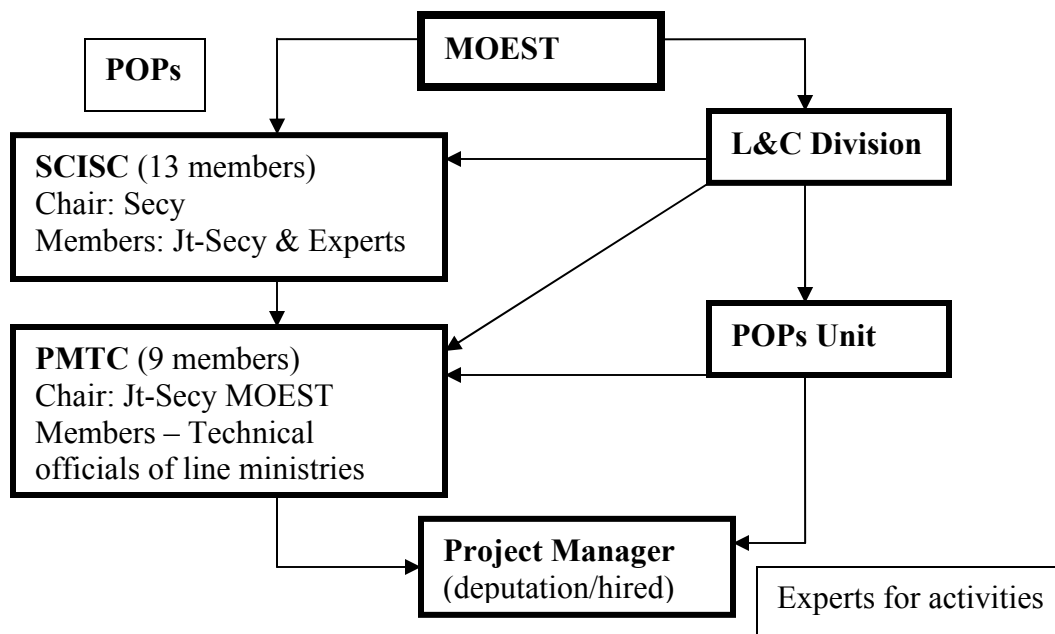 MOEST
POPs
L&C Division
SCISC (13 members)
Chair: Secy
Members: Jt-Secy & Experts
POPs Unit
PMTC (9 members)
Chair: Jt-Secy MOEST
Members – Technical
officials of line ministries
Project Manager
(deputation/hired)
Experts for activities